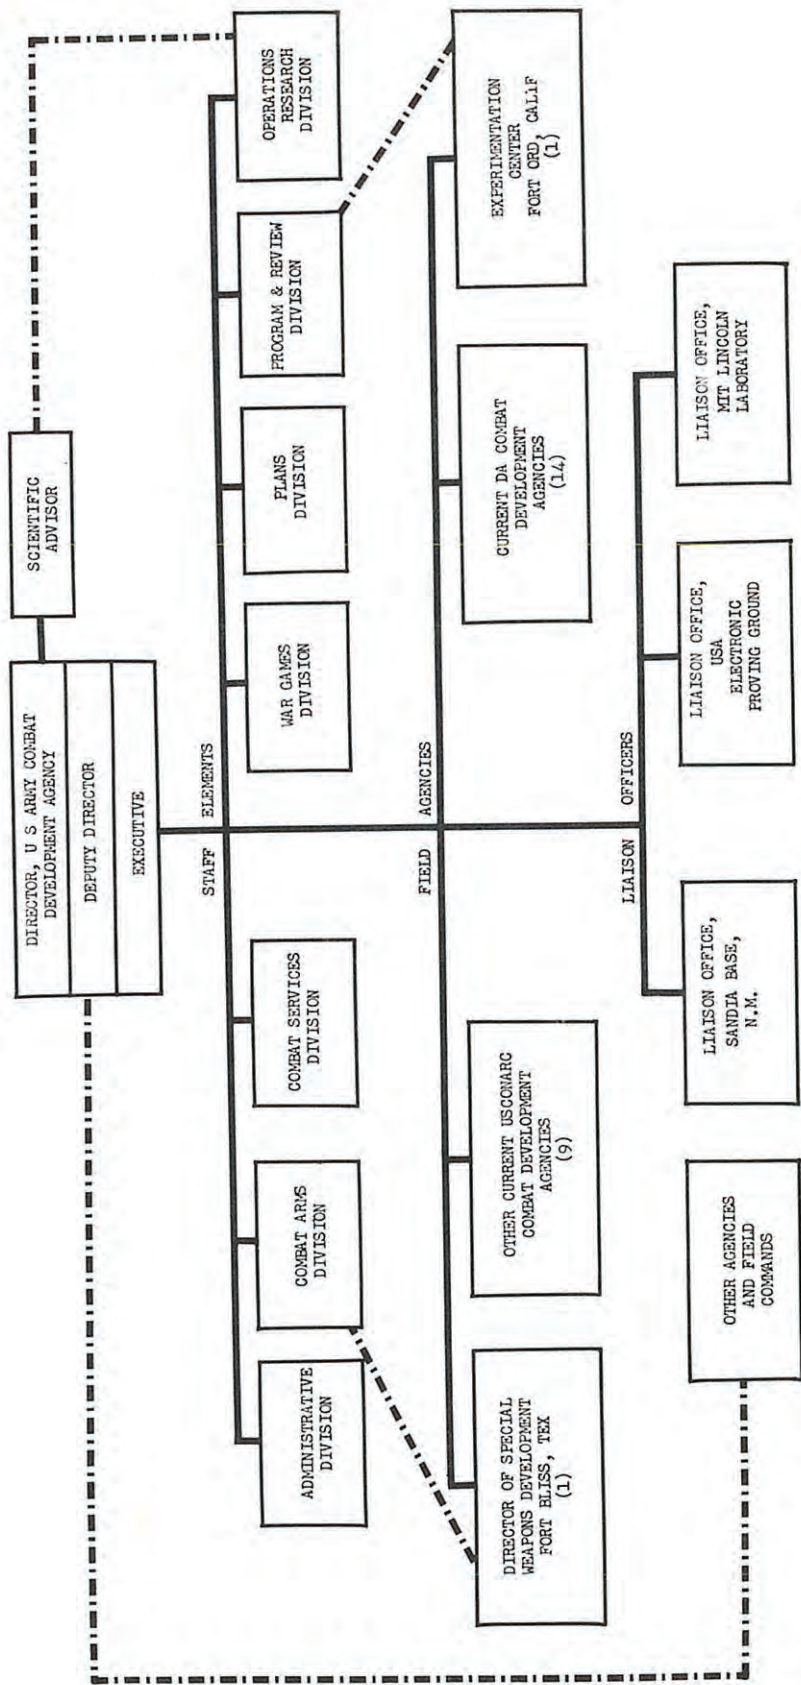 DIRECTOR, U S ARMY COMBAT
DEVELOPMENT AGENCY
DEPUTY DIRECTOR
EXECUTIVE
SCIENTIFIC
ADVISOR
STAFF ELEMENTS
ADMINISTRATIVE
DIVISION
COMBAT ARMS
DIVISION
COMBAT SERVICES
DIVISION
WAR GAMES
DIVISION
PLANS
DIVISION
PROGRAM & REVIEW
DIVISION
OPERATIONS
RESEARCH
DIVISION
FIELD AGENCIES
DIRECTOR OF SPECIAL
WEAPONS DEVELOPMENT
FORT BLISS, TEX
(1)
OTHER CURRENT USCONARC
COMBAT DEVELOPMENT
AGENCIES
(9)
CURRENT DA COMBAT
DEVELOPMENT
AGENCIES
(14)
EXPERIMENTATION
CENTER
FORT ORD, CALIF
(1)
LIAISON OFFICERS
OTHER AGENCIES
AND FIELD
COMMANDS
LIAISON OFFICE,
SANDIA BASE,
N.M.
LIAISON OFFICE,
USA
ELECTRONIC
PROVING GROUND
LIAISON OFFICE,
MIT LINCOLN
LABORATORY